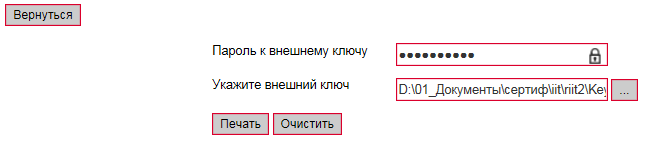 Вернуться
Пароль к внешнему ключу ••••••••••
Укажите внешний ключ D:\01_Документы\сертиф\iit\riit2\Key ...
Печать Очистить